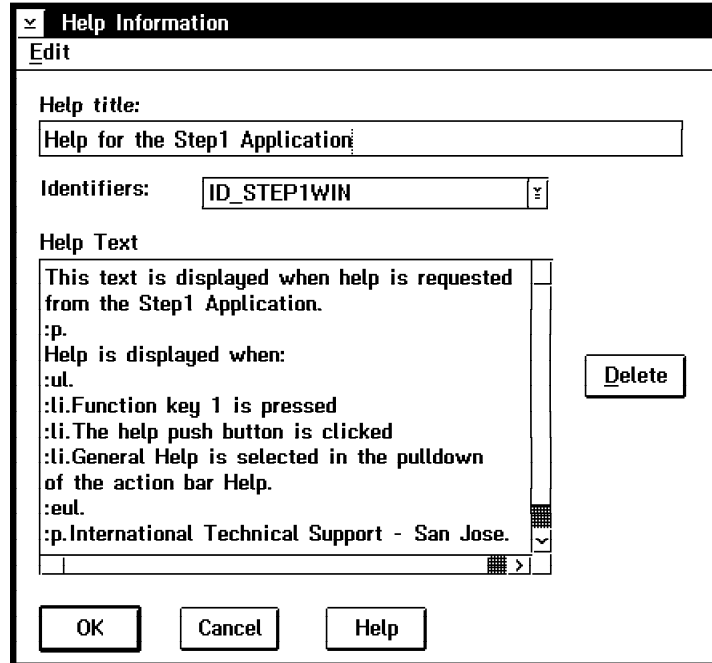 Help Information
Edit
Help title:
Help for the Step1 Application
Identifiers: ID_STEP1WIN
Help Text
This text is displayed when help is requested
from the Step1 Application.
:p.
Help is displayed when:
:ul.
:li.Function key 1 is pressed
:li.The help push button is clicked
:li.General Help is selected in the pulldown
of the action bar Help.
:eul.
:p.International Technical Support - San Jose.
Delete
OK Cancel Help